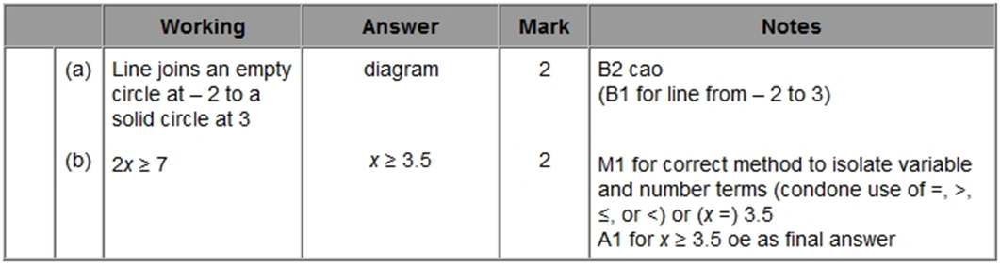 Working Answer Mark Notes
(a) Line joins an empty diagram 2 B2 cao
circle at – 2 to a (B1 for line from – 2 to 3)
solid circle at 3
(b) 2x ≥ 7 x ≥ 3.5 2 M1 for correct method to isolate variable
and number terms (condone use of =, >,
≤, or <) or (x =) 3.5
A1 for x ≥ 3.5 oe as final answer